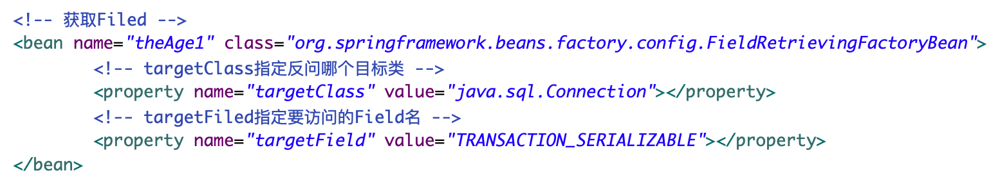 <!-- 获取Filed -->
<bean name="theAge1" class="org.springframework.beans.factory.config.FieldRetrievingFactoryBean">
<!-- targetClass指定反问哪个目标类 -->
<property name="targetClass" value="java.sql.Connection"></property>
<!-- targetFiled指定要访问的Field名 -->
<property name="targetField" value="TRANSACTION_SERIALIZABLE"></property>
</bean>